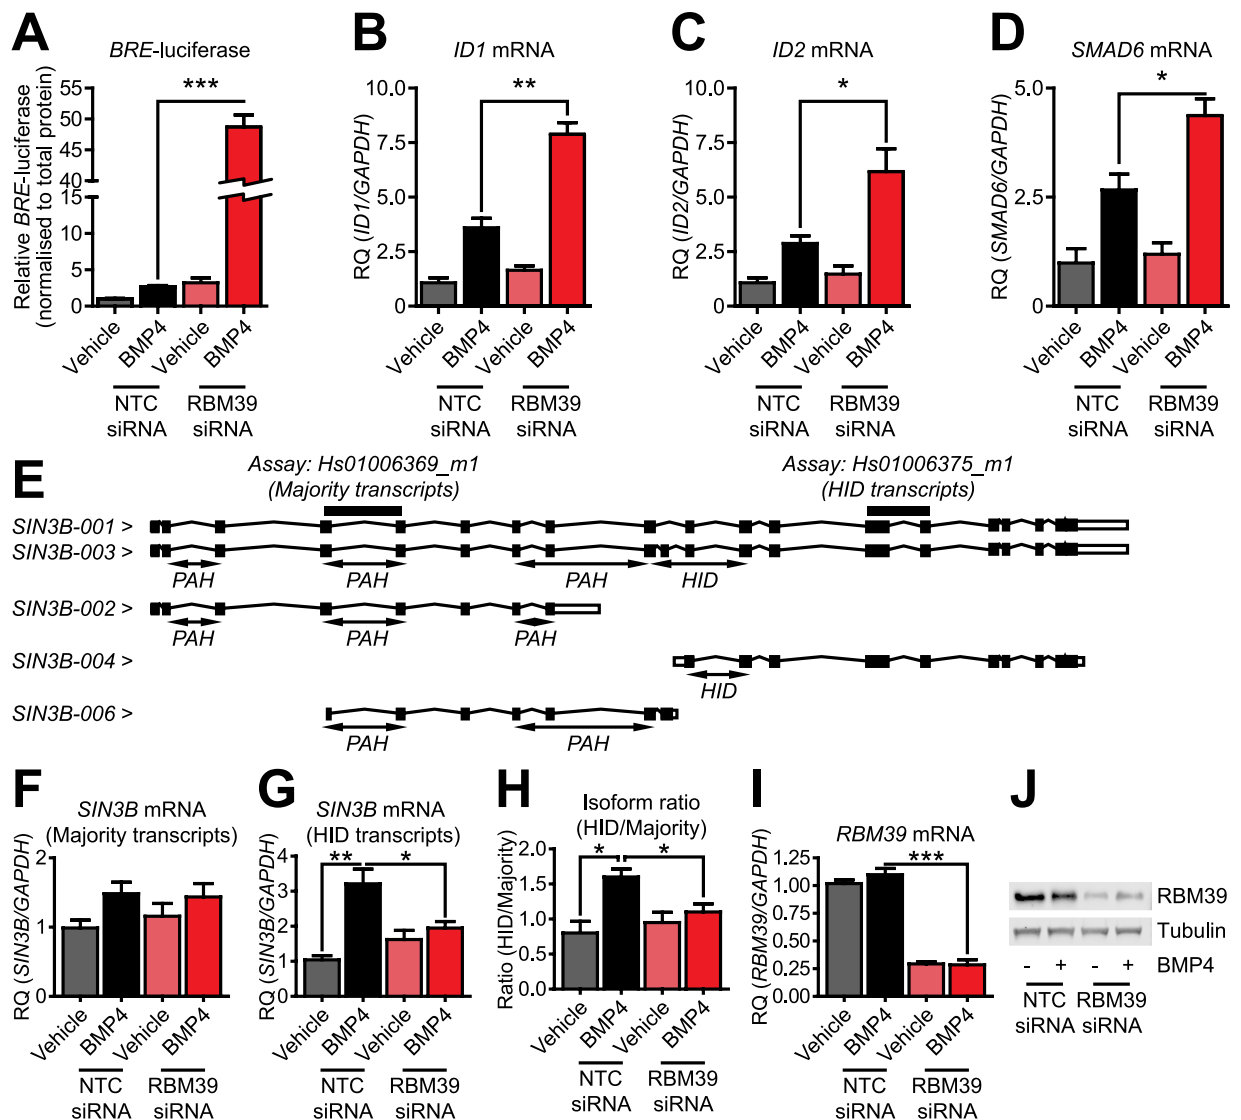 A
BRE-luciferase
***
Relative BRE-luciferase
(normalised to total protein)
55
50
45
40
15
10
5
0
Vehicle
BMP4
Vehicle
BMP4
NTC
siRNA
RBM39
siRNA
B
ID1 mRNA
**
RQ (ID1/GAPDH)
10.0
7.5
5.0
2.5
0
Vehicle
BMP4
Vehicle
BMP4
NTC
siRNA
RBM39
siRNA
C
ID2 mRNA
*
RQ (ID2/GAPDH)
10.0
7.5
5.0
2.5
0
Vehicle
BMP4
Vehicle
BMP4
NTC
siRNA
RBM39
siRNA
D
SMAD6 mRNA
*
RQ (SMAD6/GAPDH)
5.0
2.5
0
Vehicle
BMP4
Vehicle
BMP4
NTC
siRNA
RBM39
siRNA
E
Assay: Hs01006369_m1
(Majority transcripts)
Assay: Hs01006375_m1
(HID transcripts)
SIN3B-001 >
SIN3B-003 >
PAH PAH PAH HID
SIN3B-002 >
PAH PAH PAH
SIN3B-004 >
HID
SIN3B-006 >
PAH PAH
F
SIN3B mRNA
(Majority transcripts)
RQ (SIN3B/GAPDH)
2
1
0
Vehicle
BMP4
Vehicle
BMP4
NTC
siRNA
RBM39
siRNA
G
SIN3B mRNA
(HID transcripts)
** *
RQ (SIN3B/GAPDH)
4
3
2
1
0
Vehicle
BMP4
Vehicle
BMP4
NTC
siRNA
RBM39
siRNA
H
Isoform ratio
(HID/Majority)
* *
Ratio (HID/Majority)
2.0
1.5
1.0
0.5
0.0
Vehicle
BMP4
Vehicle
BMP4
NTC
siRNA
RBM39
siRNA
I
RBM39 mRNA
***
RQ (RBM39/GAPDH)
1.25
1.00
0.75
0.50
0.25
0.00
Vehicle
BMP4
Vehicle
BMP4
NTC
siRNA
RBM39
siRNA
J
RBM39
Tubulin
- + - + BMP4
NTC
siRNA
RBM39
siRNA